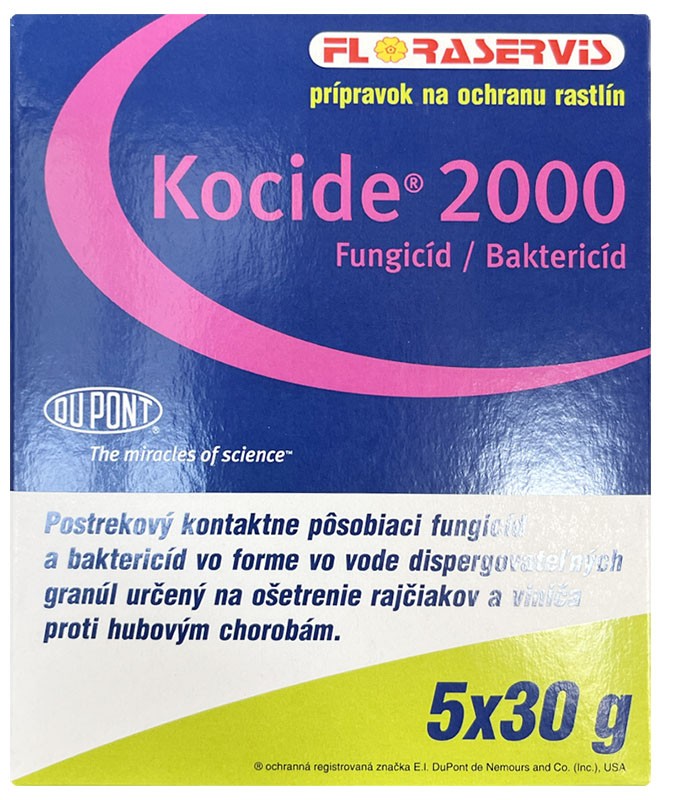 FLORASERVIS
prípravok na ochranu rastlín
Kocide® 2000
Fungicíd / Baktericíd
DU PONT®
The miracles of science™
Postrekový kontaktne pôsobiaci fungicíd
a baktericíd vo forme vo vode dispergovateľných
granúl určený na ošetrenie rajčiakov a viniča
proti hubovým chorobám.
5x30 g
® ochranná registrovaná značka E.I. DuPont de Nemours and Co. (Inc.), USA